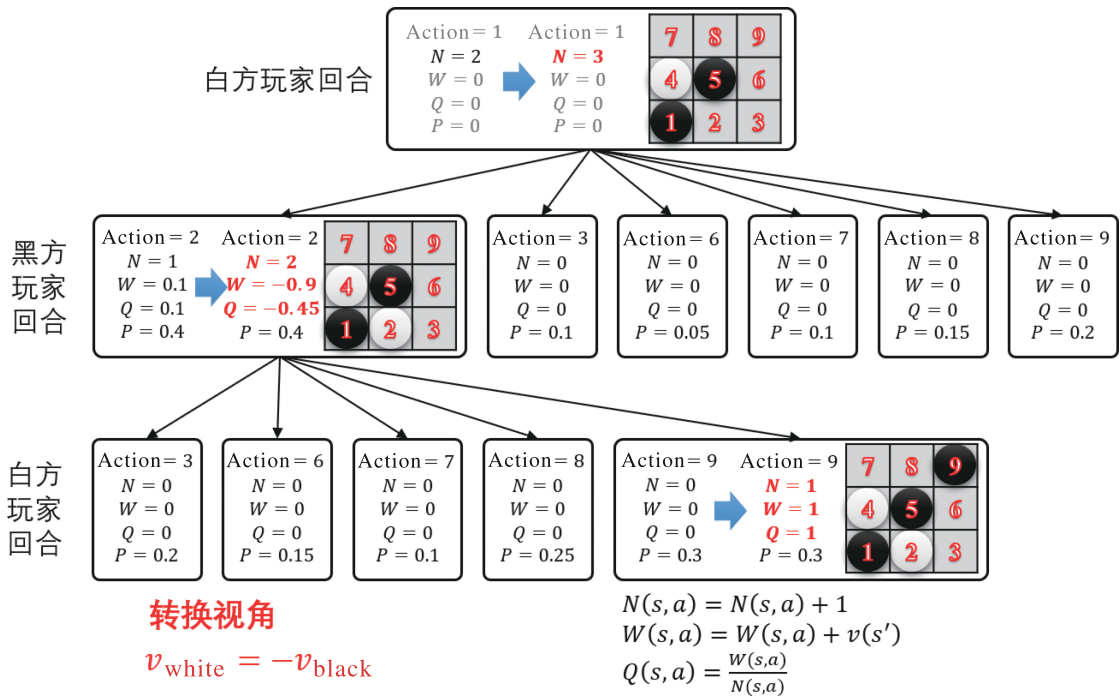 白方玩家回合
Action = 1
N = 2
W = 0
Q = 0
P = 0
Action = 1
N = 3
W = 0
Q = 0
P = 0
7 8 9
4 5 6
1 2 3
黑方
玩家
回合
Action = 2
N = 1
W = 0.1
Q = 0.1
P = 0.4
Action = 2
N = 2
W = −0.9
Q = −0.45
P = 0.4
7 8 9
4 5 6
1 2 3
Action = 3
N = 0
W = 0
Q = 0
P = 0.1
Action = 6
N = 0
W = 0
Q = 0
P = 0.05
Action = 7
N = 0
W = 0
Q = 0
P = 0.1
Action = 8
N = 0
W = 0
Q = 0
P = 0.15
Action = 9
N = 0
W = 0
Q = 0
P = 0.2
白方
玩家
回合
Action = 3
N = 0
W = 0
Q = 0
P = 0.2
Action = 6
N = 0
W = 0
Q = 0
P = 0.15
Action = 7
N = 0
W = 0
Q = 0
P = 0.1
Action = 8
N = 0
W = 0
Q = 0
P = 0.25
Action = 9
N = 0
W = 0
Q = 0
P = 0.3
Action = 9
N = 1
W = 1
Q = 1
P = 0.3
7 8 9
4 5 6
1 2 3
转换视角
v_white = −v_black
N(s,a) = N(s,a) + 1
W(s,a) = W(s,a) + v(s′)
Q(s,a) = W(s,a)/N(s,a)